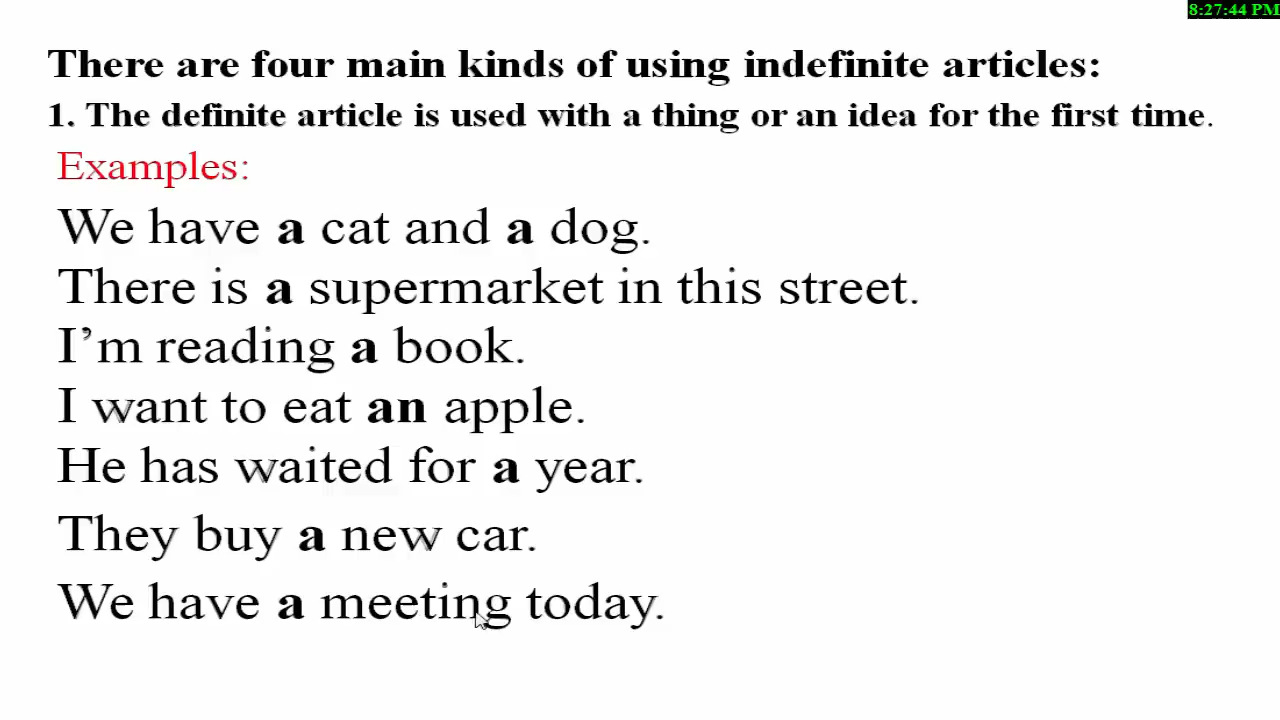 8:27:44 PM
There are four main kinds of using indefinite articles:
1. The definite article is used with a thing or an idea for the first time.
Examples:
We have a cat and a dog.
There is a supermarket in this street.
I’m reading a book.
I want to eat an apple.
He has waited for a year.
They buy a new car.
We have a meeting today.